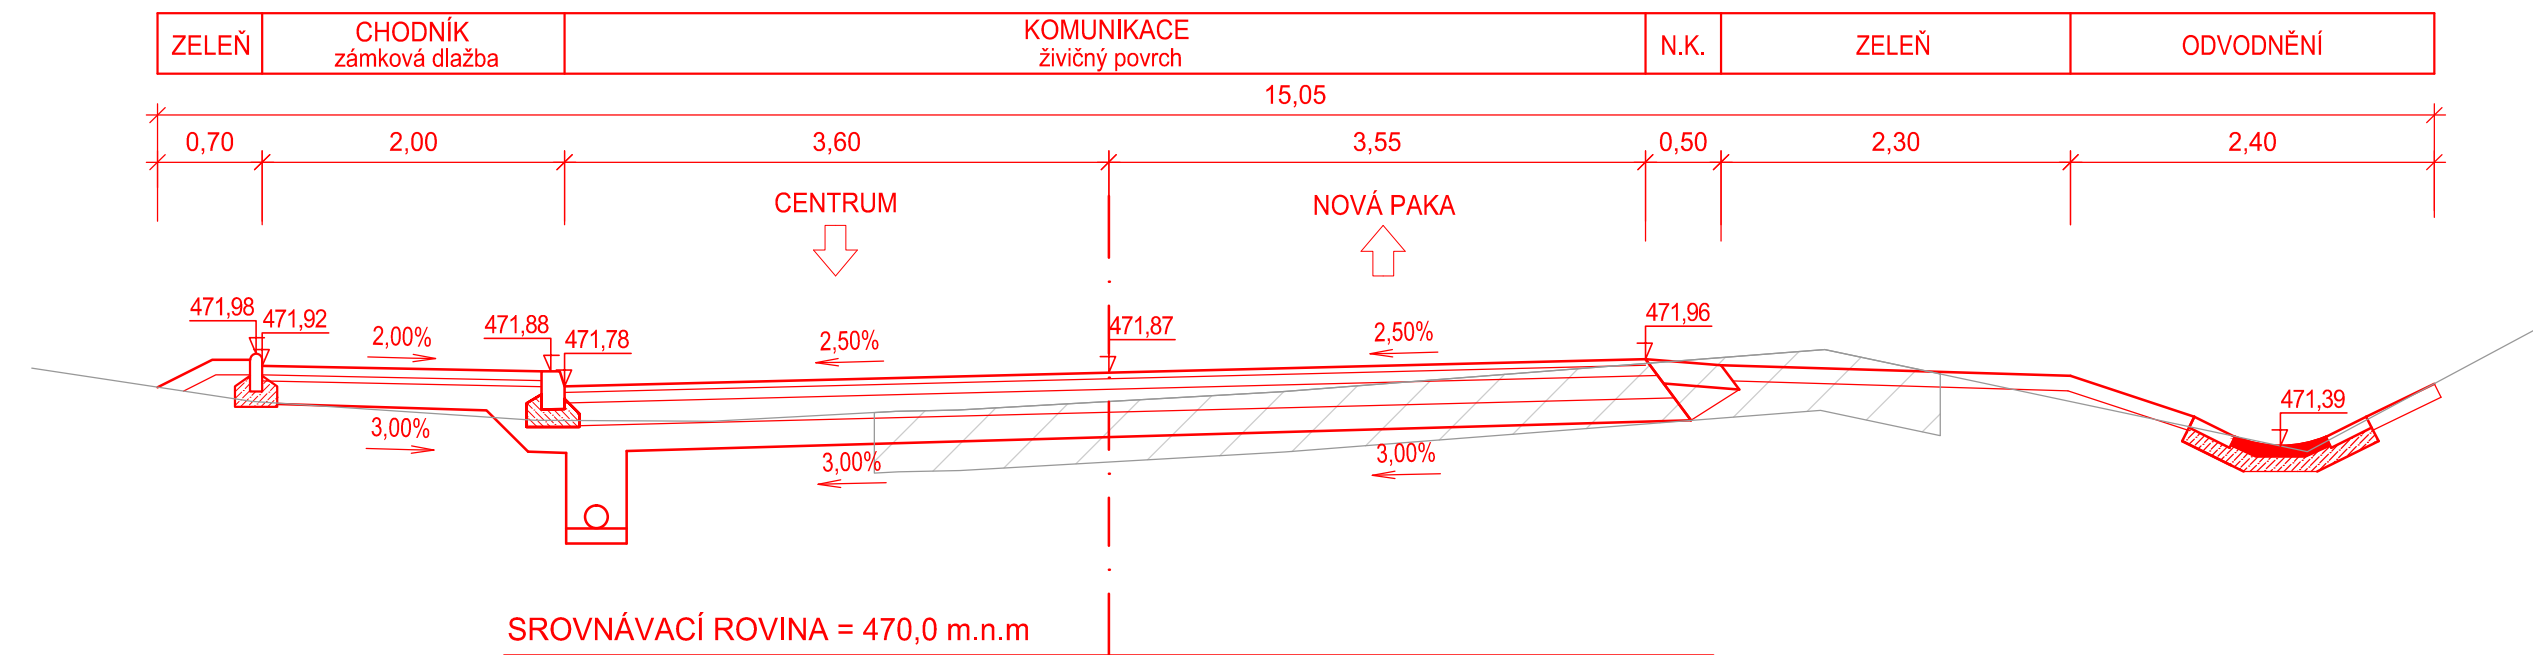 ZELEŇ
CHODNÍK
zámková dlažba
KOMUNIKACE
živičný povrch
N.K.
ZELEŇ
ODVODNĚNÍ
15,05
0,70
2,00
3,60
3,55
0,50
2,30
2,40
CENTRUM
NOVÁ PAKA
471,98
471,92
2,00%
471,88
471,78
2,50%
471,87
2,50%
471,96
471,39
3,00%
3,00%
3,00%
SROVNÁVACÍ ROVINA = 470,0 m.n.m